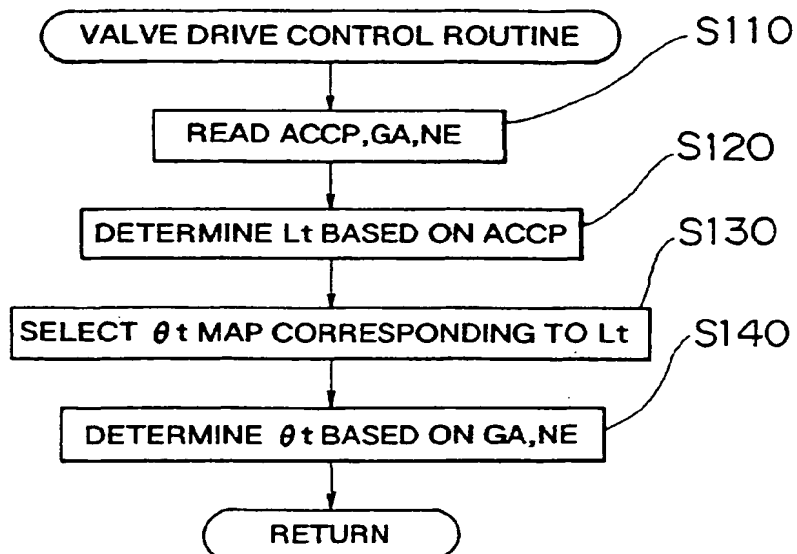 VALVE DRIVE CONTROL ROUTINE
S110
READ ACCP,GA,NE
S120
DETERMINE Lt BASED ON ACCP
S130
SELECT θt MAP CORRESPONDING TO Lt
S140
DETERMINE θt BASED ON GA,NE
RETURN